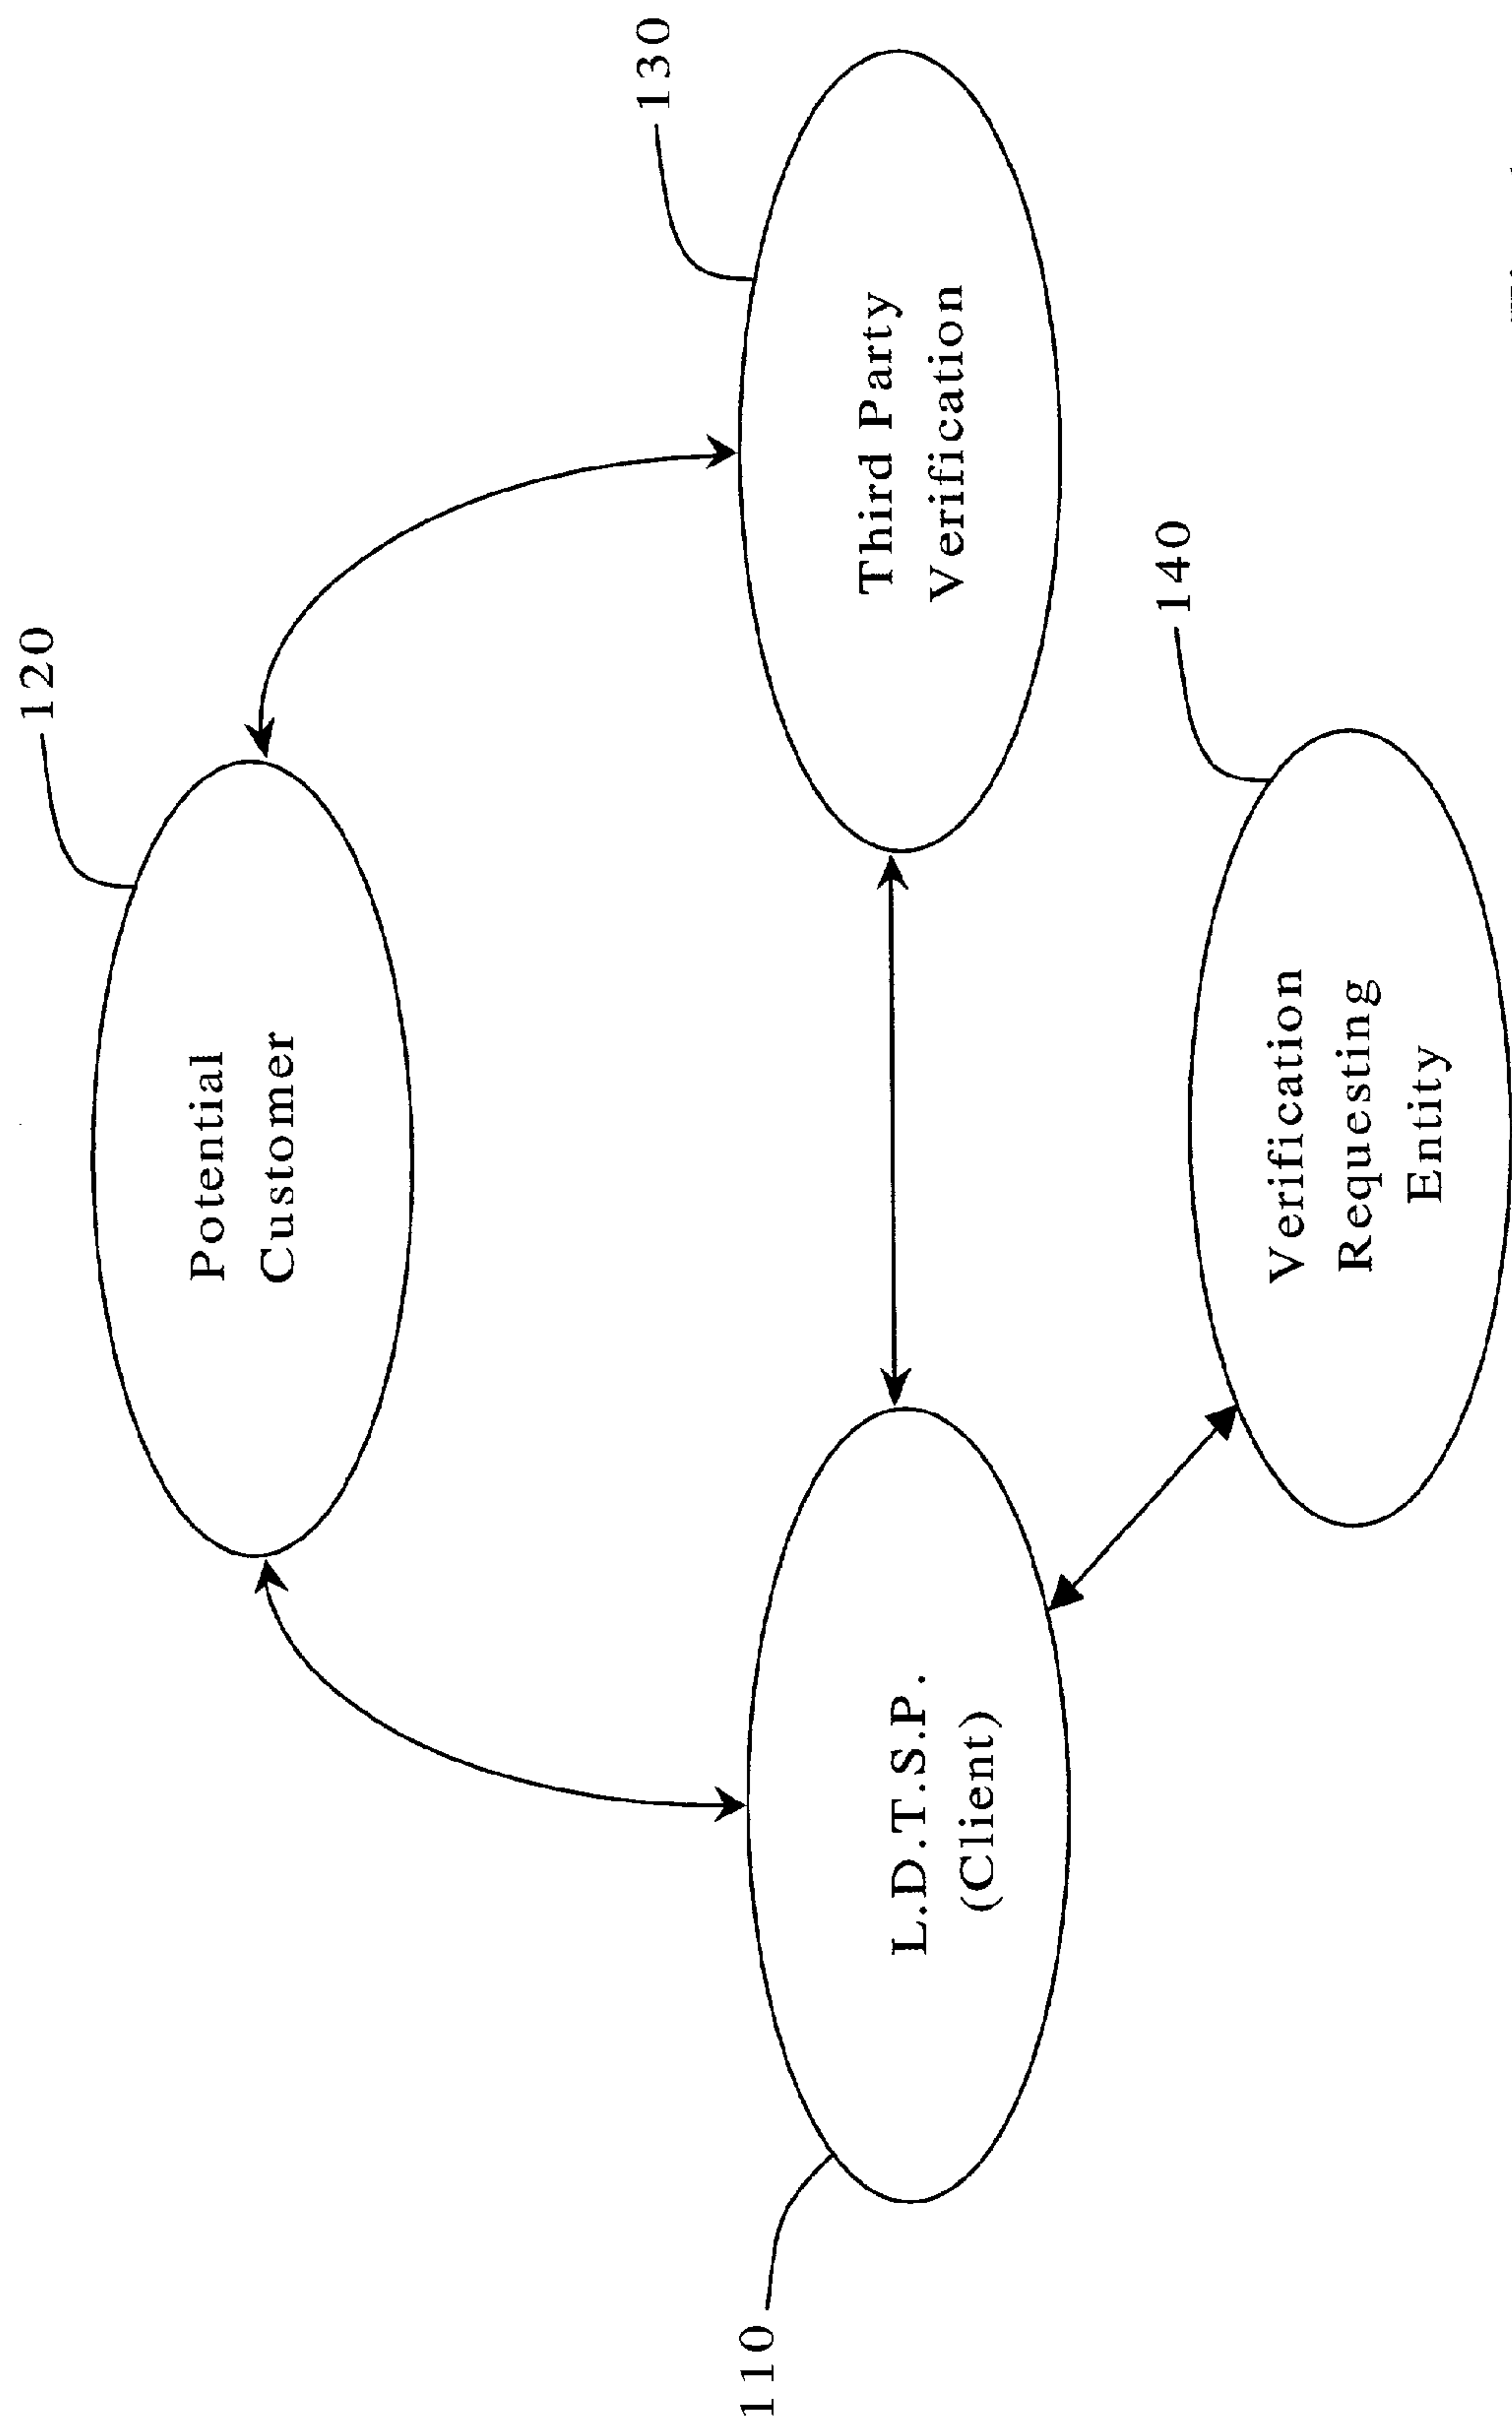 120
Potential
Customer
130
110
L.D.T.S.P.
(Client)
Third Party
Verification
140
Verification
Requesting
Entity